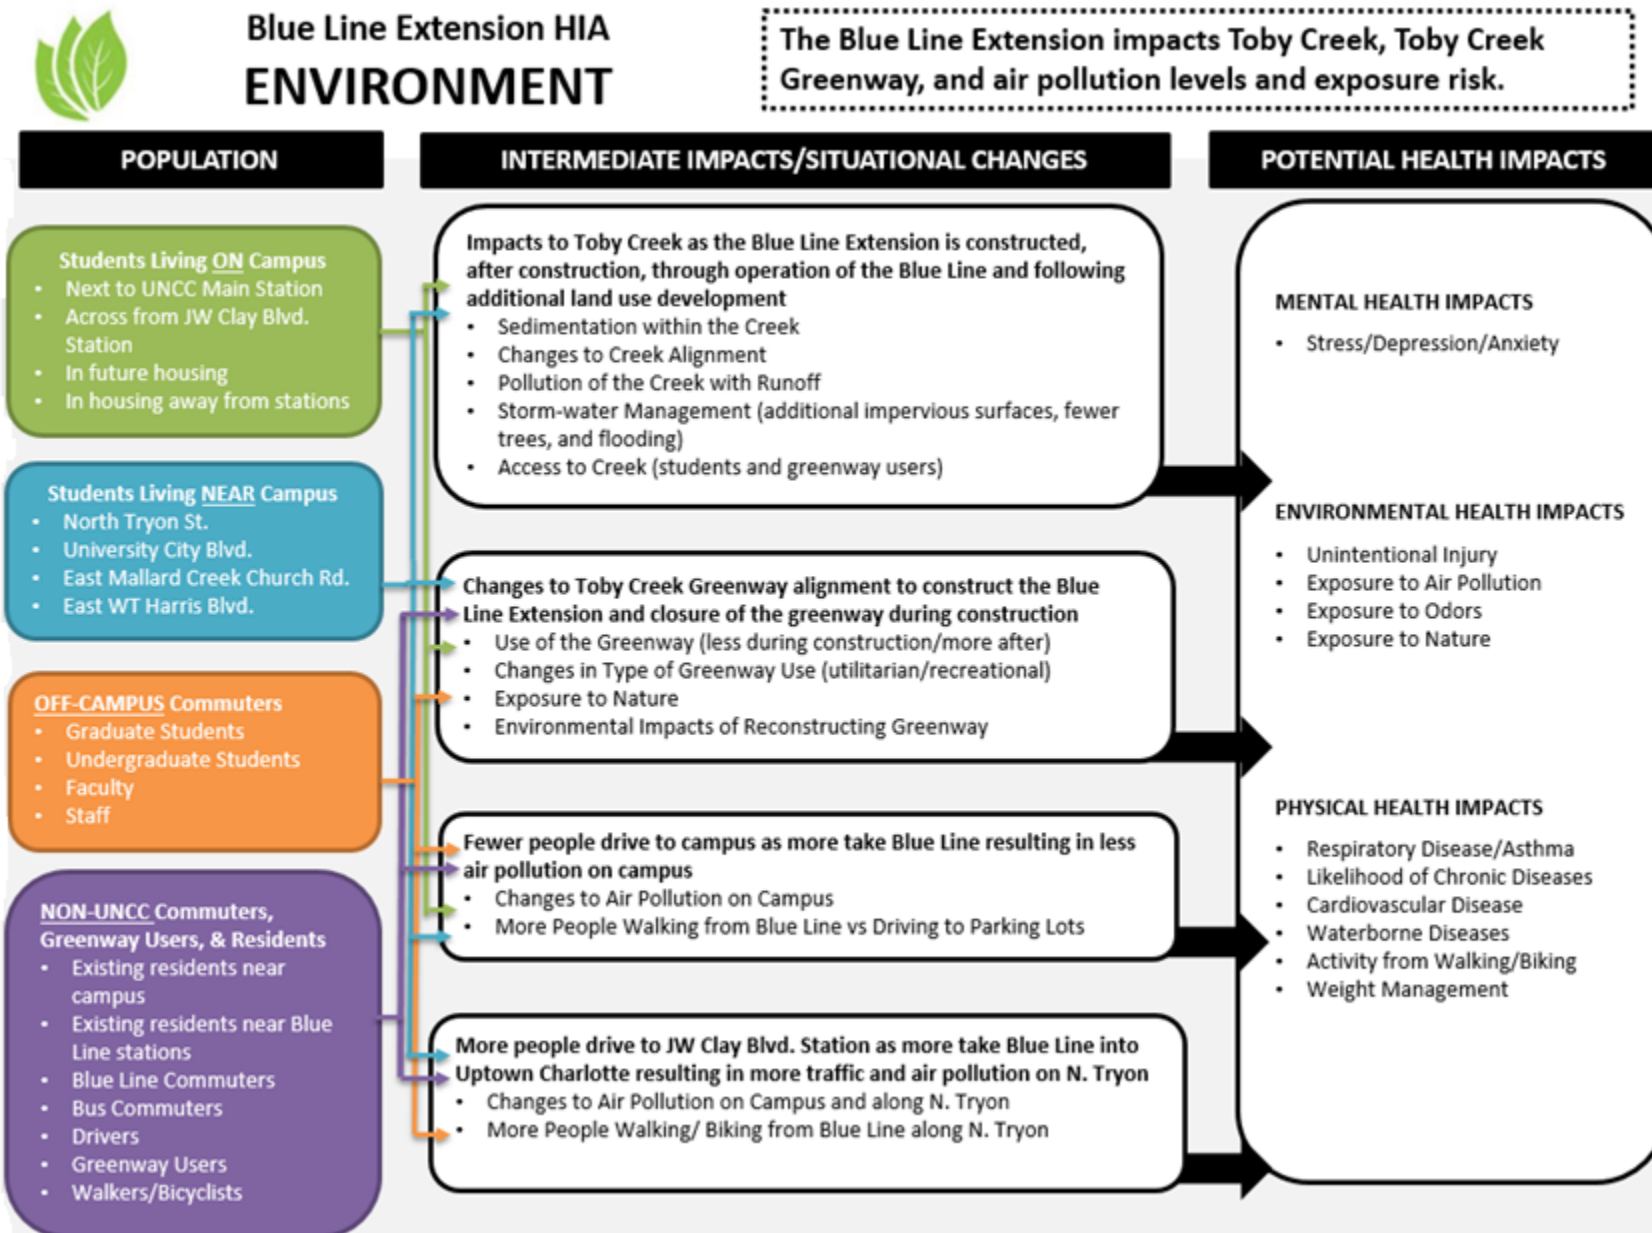 Blue Line Extension HIA
ENVIRONMENT
The Blue Line Extension impacts Toby Creek, Toby Creek
Greenway, and air pollution levels and exposure risk.
POPULATION
INTERMEDIATE IMPACTS/SITUATIONAL CHANGES
POTENTIAL HEALTH IMPACTS
Students Living ON Campus
• Next to UNCC Main Station
• Across from JW Clay Blvd.
Station
• In future housing
• In housing away from stations
Students Living NEAR Campus
• North Tryon St.
• University City Blvd.
• East Mallard Creek Church Rd.
• East WT Harris Blvd.
OFF-CAMPUS Commuters
• Graduate Students
• Undergraduate Students
• Faculty
• Staff
NON-UNCC Commuters,
Greenway Users, & Residents
• Existing residents near
campus
• Existing residents near Blue
Line stations
• Blue Line Commuters
• Bus Commuters
• Drivers
• Greenway Users
• Walkers/Bicyclists
Impacts to Toby Creek as the Blue Line Extension is constructed,
after construction, through operation of the Blue Line and following
additional land use development
• Sedimentation within the Creek
• Changes to Creek Alignment
• Pollution of the Creek with Runoff
• Storm-water Management (additional impervious surfaces, fewer
trees, and flooding)
• Access to Creek (students and greenway users)
Changes to Toby Creek Greenway alignment to construct the Blue
Line Extension and closure of the greenway during construction
• Use of the Greenway (less during construction/more after)
• Changes in Type of Greenway Use (utilitarian/recreational)
• Exposure to Nature
• Environmental Impacts of Reconstructing Greenway
Fewer people drive to campus as more take Blue Line resulting in less
air pollution on campus
• Changes to Air Pollution on Campus
• More People Walking from Blue Line vs Driving to Parking Lots
More people drive to JW Clay Blvd. Station as more take Blue Line into
Uptown Charlotte resulting in more traffic and air pollution on N. Tryon
• Changes to Air Pollution on Campus and along N. Tryon
• More People Walking/ Biking from Blue Line along N. Tryon
MENTAL HEALTH IMPACTS
• Stress/Depression/Anxiety
ENVIRONMENTAL HEALTH IMPACTS
• Unintentional Injury
• Exposure to Air Pollution
• Exposure to Odors
• Exposure to Nature
PHYSICAL HEALTH IMPACTS
• Respiratory Disease/Asthma
• Likelihood of Chronic Diseases
• Cardiovascular Disease
• Waterborne Diseases
• Activity from Walking/Biking
• Weight Management